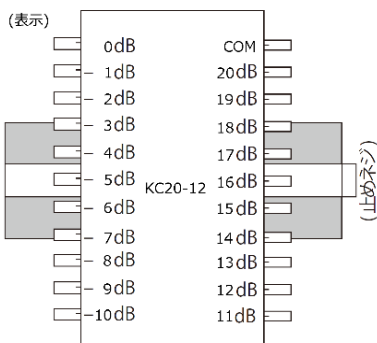 (表示)
0dB
COM
- 1dB
20dB
- 2dB
19dB
- 3dB
18dB
- 4dB
17dB
- 5dB
KC20-12
16dB
- 6dB
15dB
- 7dB
14dB
- 8dB
13dB
- 9dB
12dB
-10dB
11dB
(止めネジ)